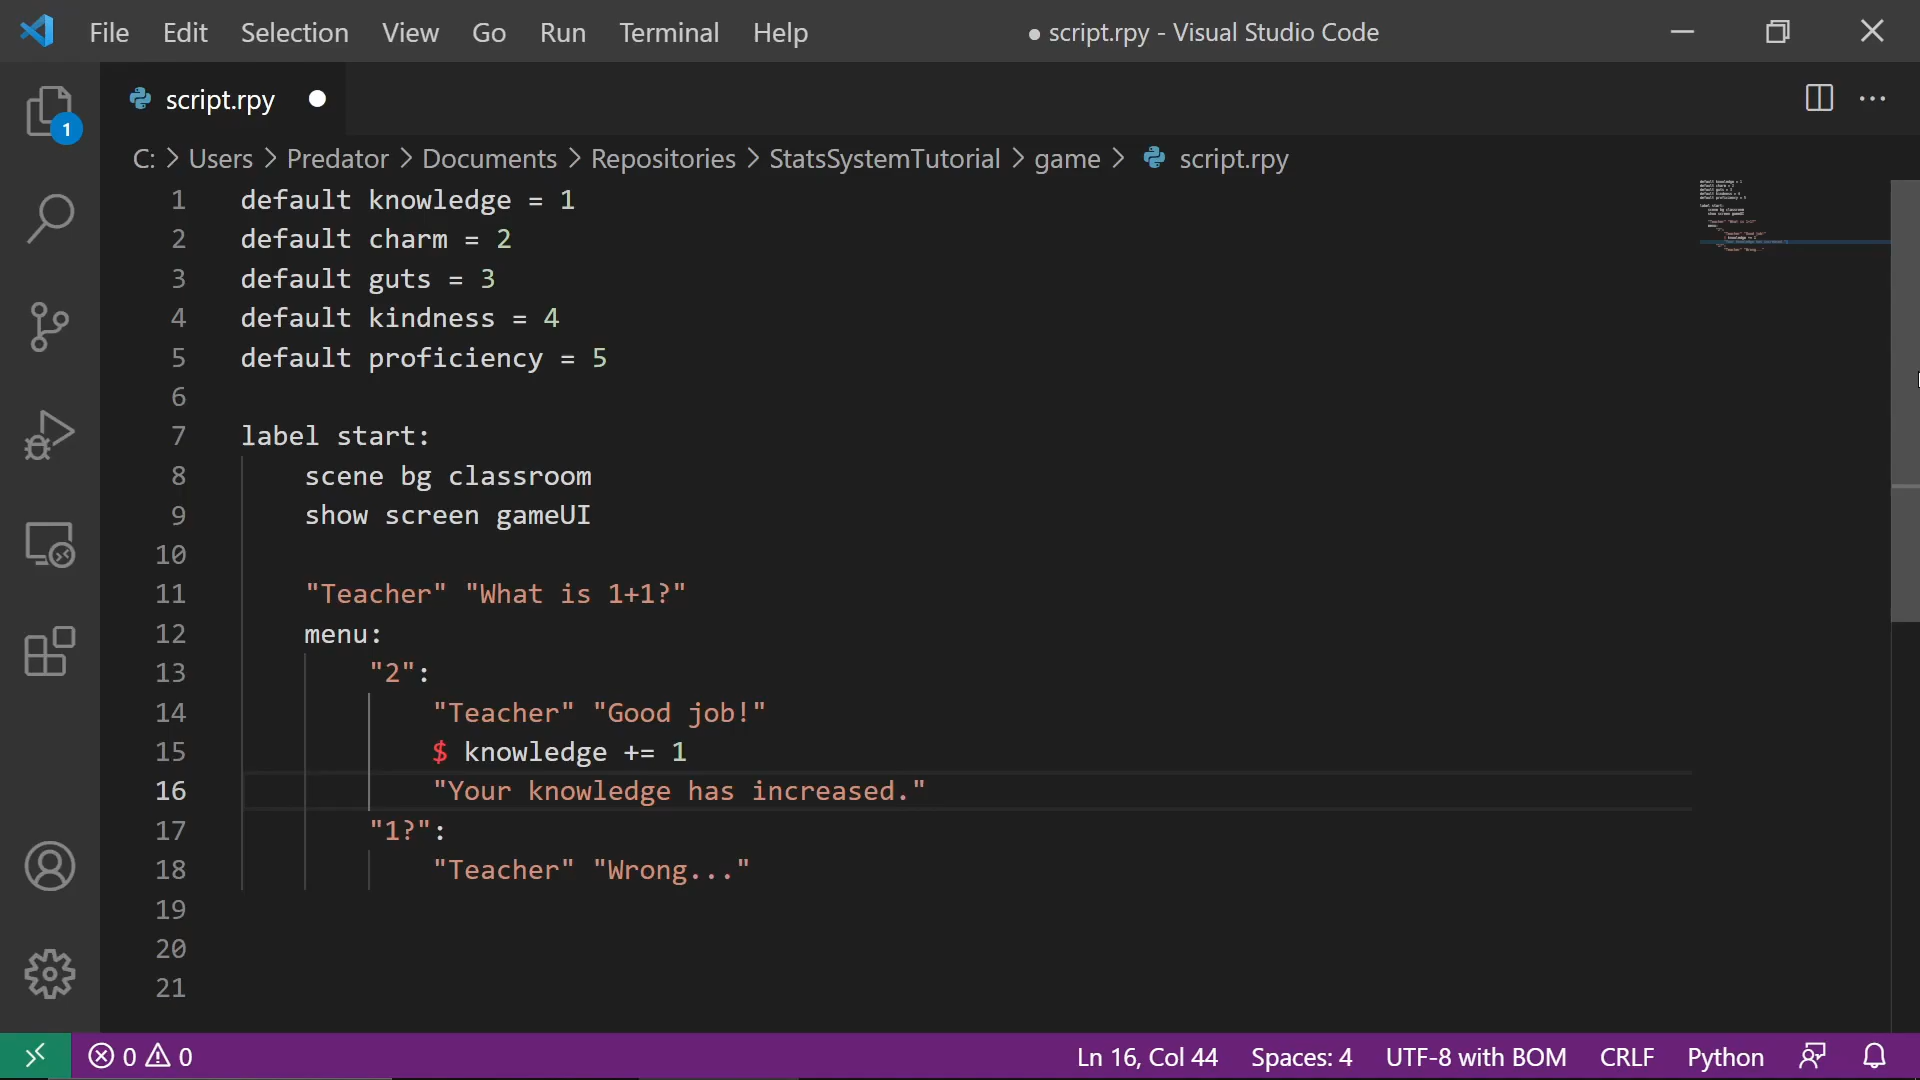 File Edit Selection View Go Run Terminal Help ● script.rpy - Visual Studio Code
script.rpy
C: > Users > Predator > Documents > Repositories > StatsSystemTutorial > game > script.rpy
1
1 default knowledge = 1
2 default charm = 2
3 default guts = 3
4 default kindness = 4
5 default proficiency = 5
6
7 label start:
8     scene bg classroom
9     show screen gameUI
10
11     "Teacher" "What is 1+1?"
12     menu:
13         "2":
14             "Teacher" "Good job!"
15             $ knowledge += 1
16             "Your knowledge has increased."
17         "1?":
18             "Teacher" "Wrong..."
19
20
21
0 0 Ln 16, Col 44 Spaces: 4 UTF-8 with BOM CRLF Python